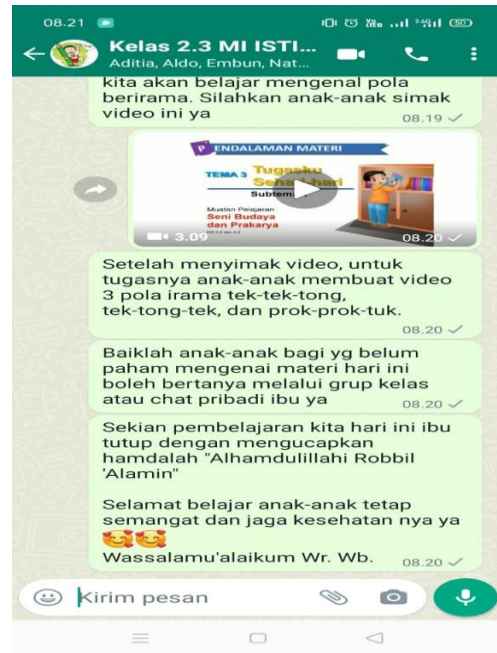 08.21
Kelas 2.3 MI ISTI...
Aditia, Aldo, Embun, Nat...
kita akan belajar mengenal pola
berirama. Silahkan anak-anak simak
video ini ya
08.19
PENDALAMAN MATERI
TEMA 3 Tugasku
Sehari-hari
Subtema
Muatan Pelajaran
Seni Budaya
dan Prakarya
3.09
08.20
Setelah menyimak video, untuk
tugasnya anak-anak membuat video
3 pola irama tek-tek-tong,
tek-tong-tek, dan prok-prok-tuk.
08.20
Baiklah anak-anak bagi yg belum
paham mengenai materi hari ini
boleh bertanya melalui grup kelas
atau chat pribadi ibu ya
08.20
Sekian pembelajaran kita hari ini ibu
tutup dengan mengucapkan
hamdalah "Alhamdulillahi Robbil
'Alamin"
Selamat belajar anak-anak tetap
semangat dan jaga kesehatan nya ya
🥰🥰
Wassalamu'alaikum Wr. Wb.
08.20
Kirim pesan